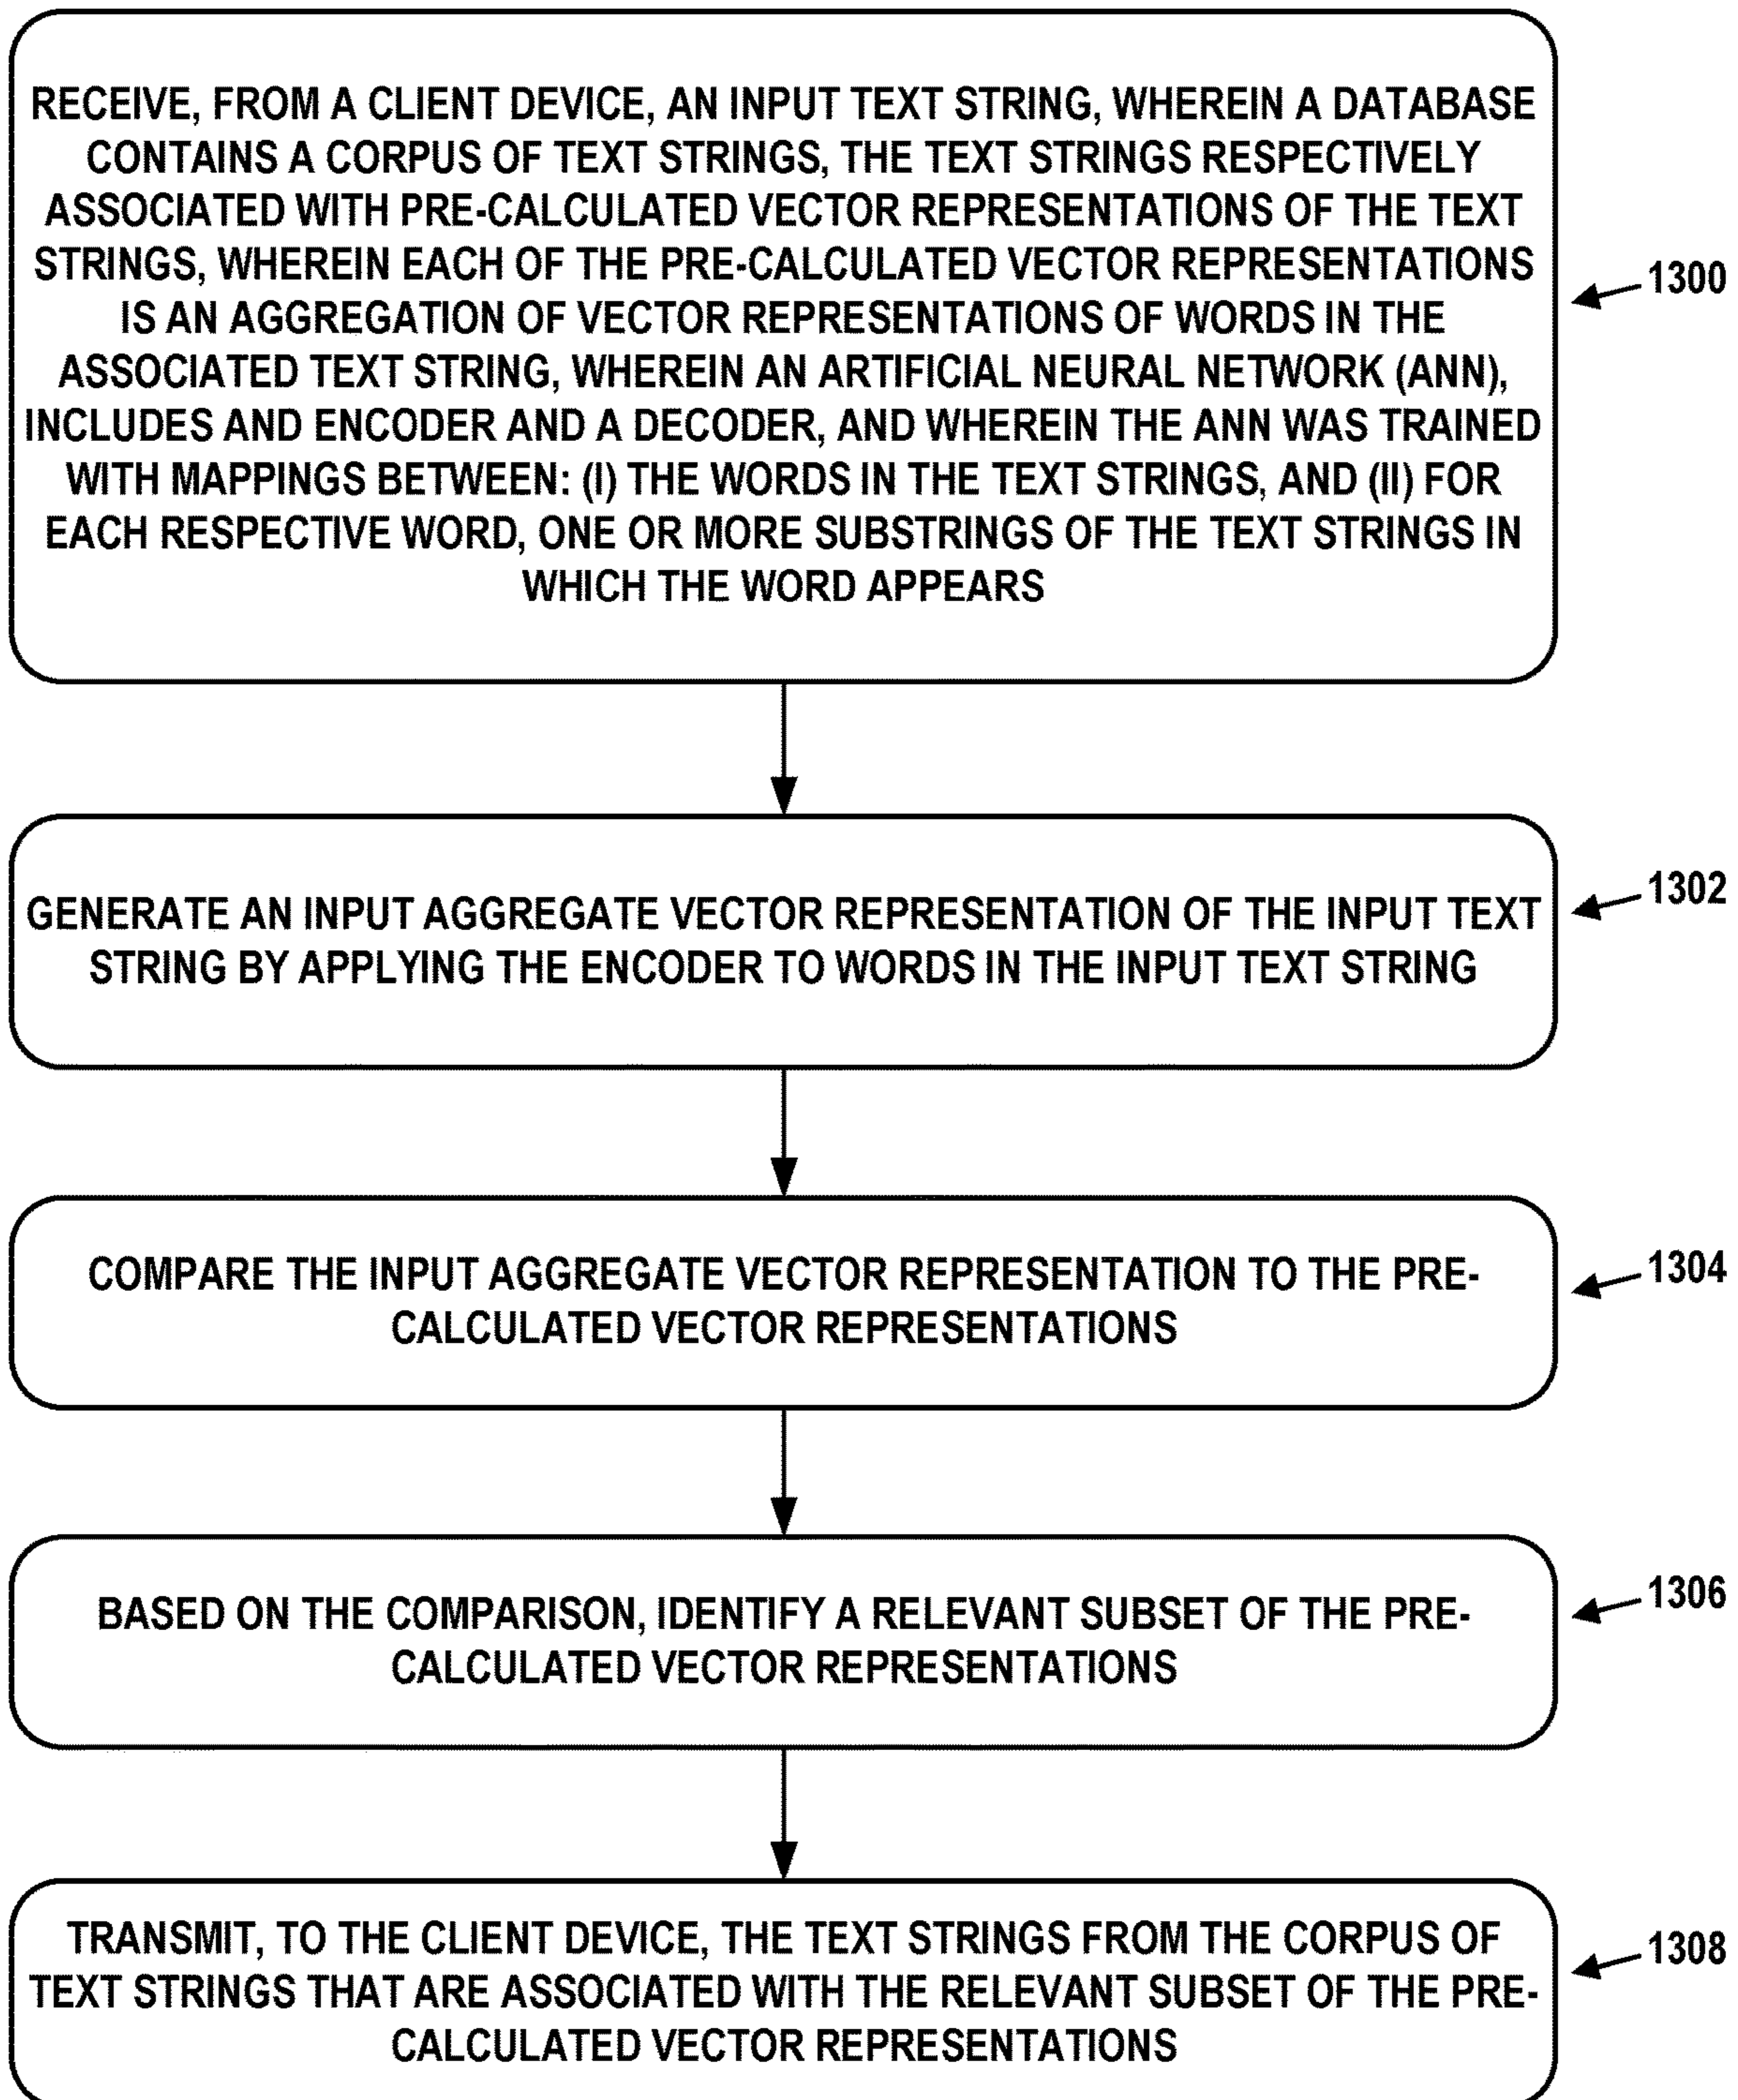 RECEIVE, FROM A CLIENT DEVICE, AN INPUT TEXT STRING, WHEREIN A DATABASE
CONTAINS A CORPUS OF TEXT STRINGS, THE TEXT STRINGS RESPECTIVELY
ASSOCIATED WITH PRE-CALCULATED VECTOR REPRESENTATIONS OF THE TEXT
STRINGS, WHEREIN EACH OF THE PRE-CALCULATED VECTOR REPRESENTATIONS
IS AN AGGREGATION OF VECTOR REPRESENTATIONS OF WORDS IN THE
ASSOCIATED TEXT STRING, WHEREIN AN ARTIFICIAL NEURAL NETWORK (ANN),
INCLUDES AND ENCODER AND A DECODER, AND WHEREIN THE ANN WAS TRAINED
WITH MAPPINGS BETWEEN: (I) THE WORDS IN THE TEXT STRINGS, AND (II) FOR
EACH RESPECTIVE WORD, ONE OR MORE SUBSTRINGS OF THE TEXT STRINGS IN
WHICH THE WORD APPEARS
1300
GENERATE AN INPUT AGGREGATE VECTOR REPRESENTATION OF THE INPUT TEXT
STRING BY APPLYING THE ENCODER TO WORDS IN THE INPUT TEXT STRING
1302
COMPARE THE INPUT AGGREGATE VECTOR REPRESENTATION TO THE PRE-
CALCULATED VECTOR REPRESENTATIONS
1304
BASED ON THE COMPARISON, IDENTIFY A RELEVANT SUBSET OF THE PRE-
CALCULATED VECTOR REPRESENTATIONS
1306
TRANSMIT, TO THE CLIENT DEVICE, THE TEXT STRINGS FROM THE CORPUS OF
TEXT STRINGS THAT ARE ASSOCIATED WITH THE RELEVANT SUBSET OF THE PRE-
CALCULATED VECTOR REPRESENTATIONS
1308